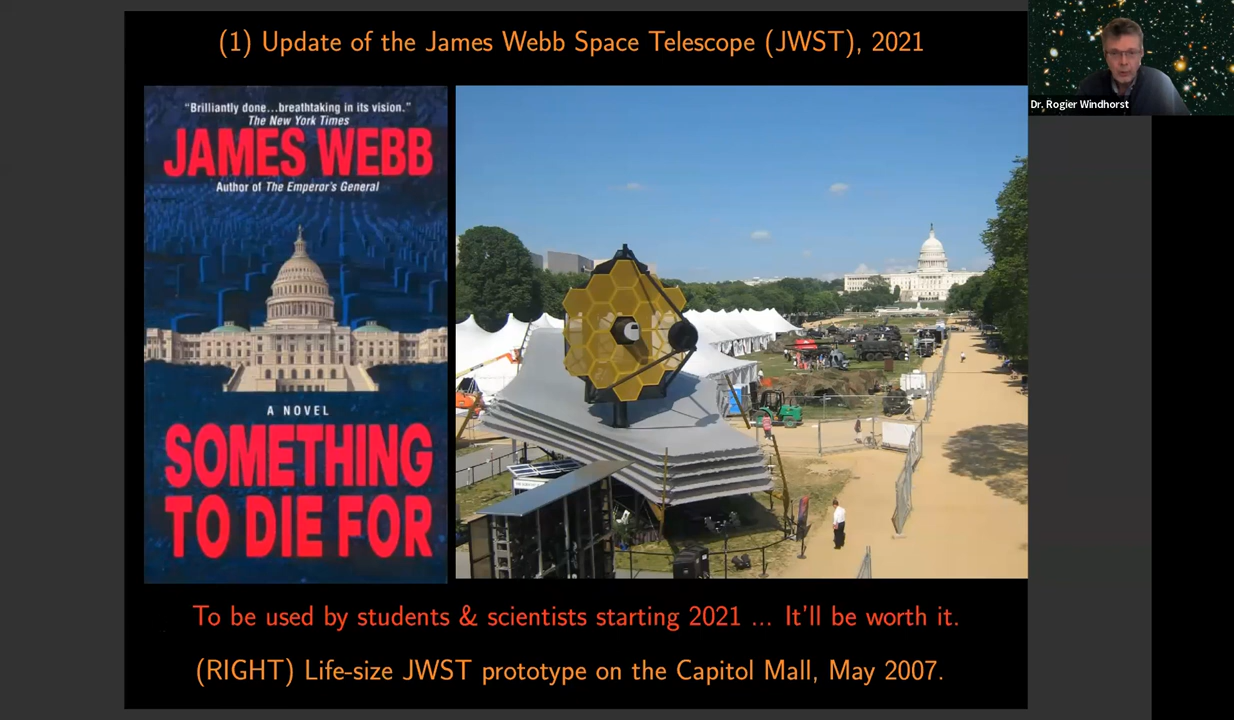 (1) Update of the James Webb Space Telescope (JWST), 2021
"Brilliantly done...breathtaking in its vision."
The New York Times
JAMES WEBB
Author of The Emperor's General
A NOVEL
SOMETHING
TO DIE FOR
Dr. Rogier Windhorst
To be used by students & scientists starting 2021 ... It'll be worth it.
(RIGHT) Life-size JWST prototype on the Capitol Mall, May 2007.